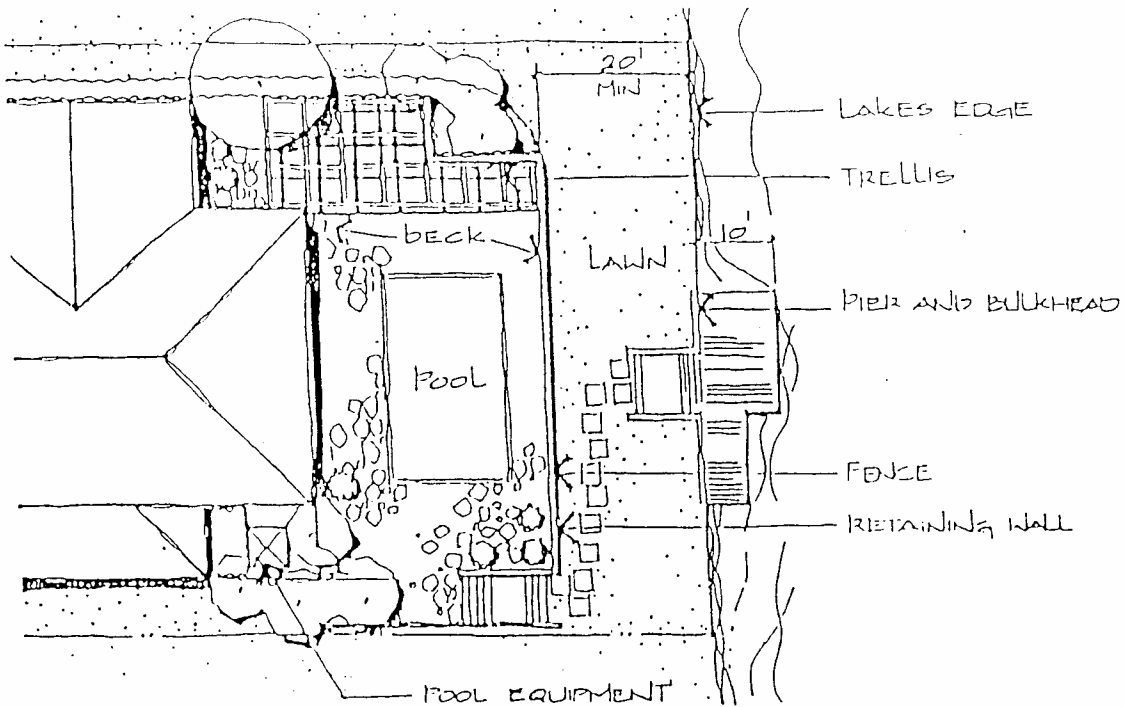 20'
MIN
LAKES EDGE
TRELLIS
DECK
10'
LAWN
PIER AND BULKHEAD
POOL
FENCE
RETAINING WALL
POOL EQUIPMENT